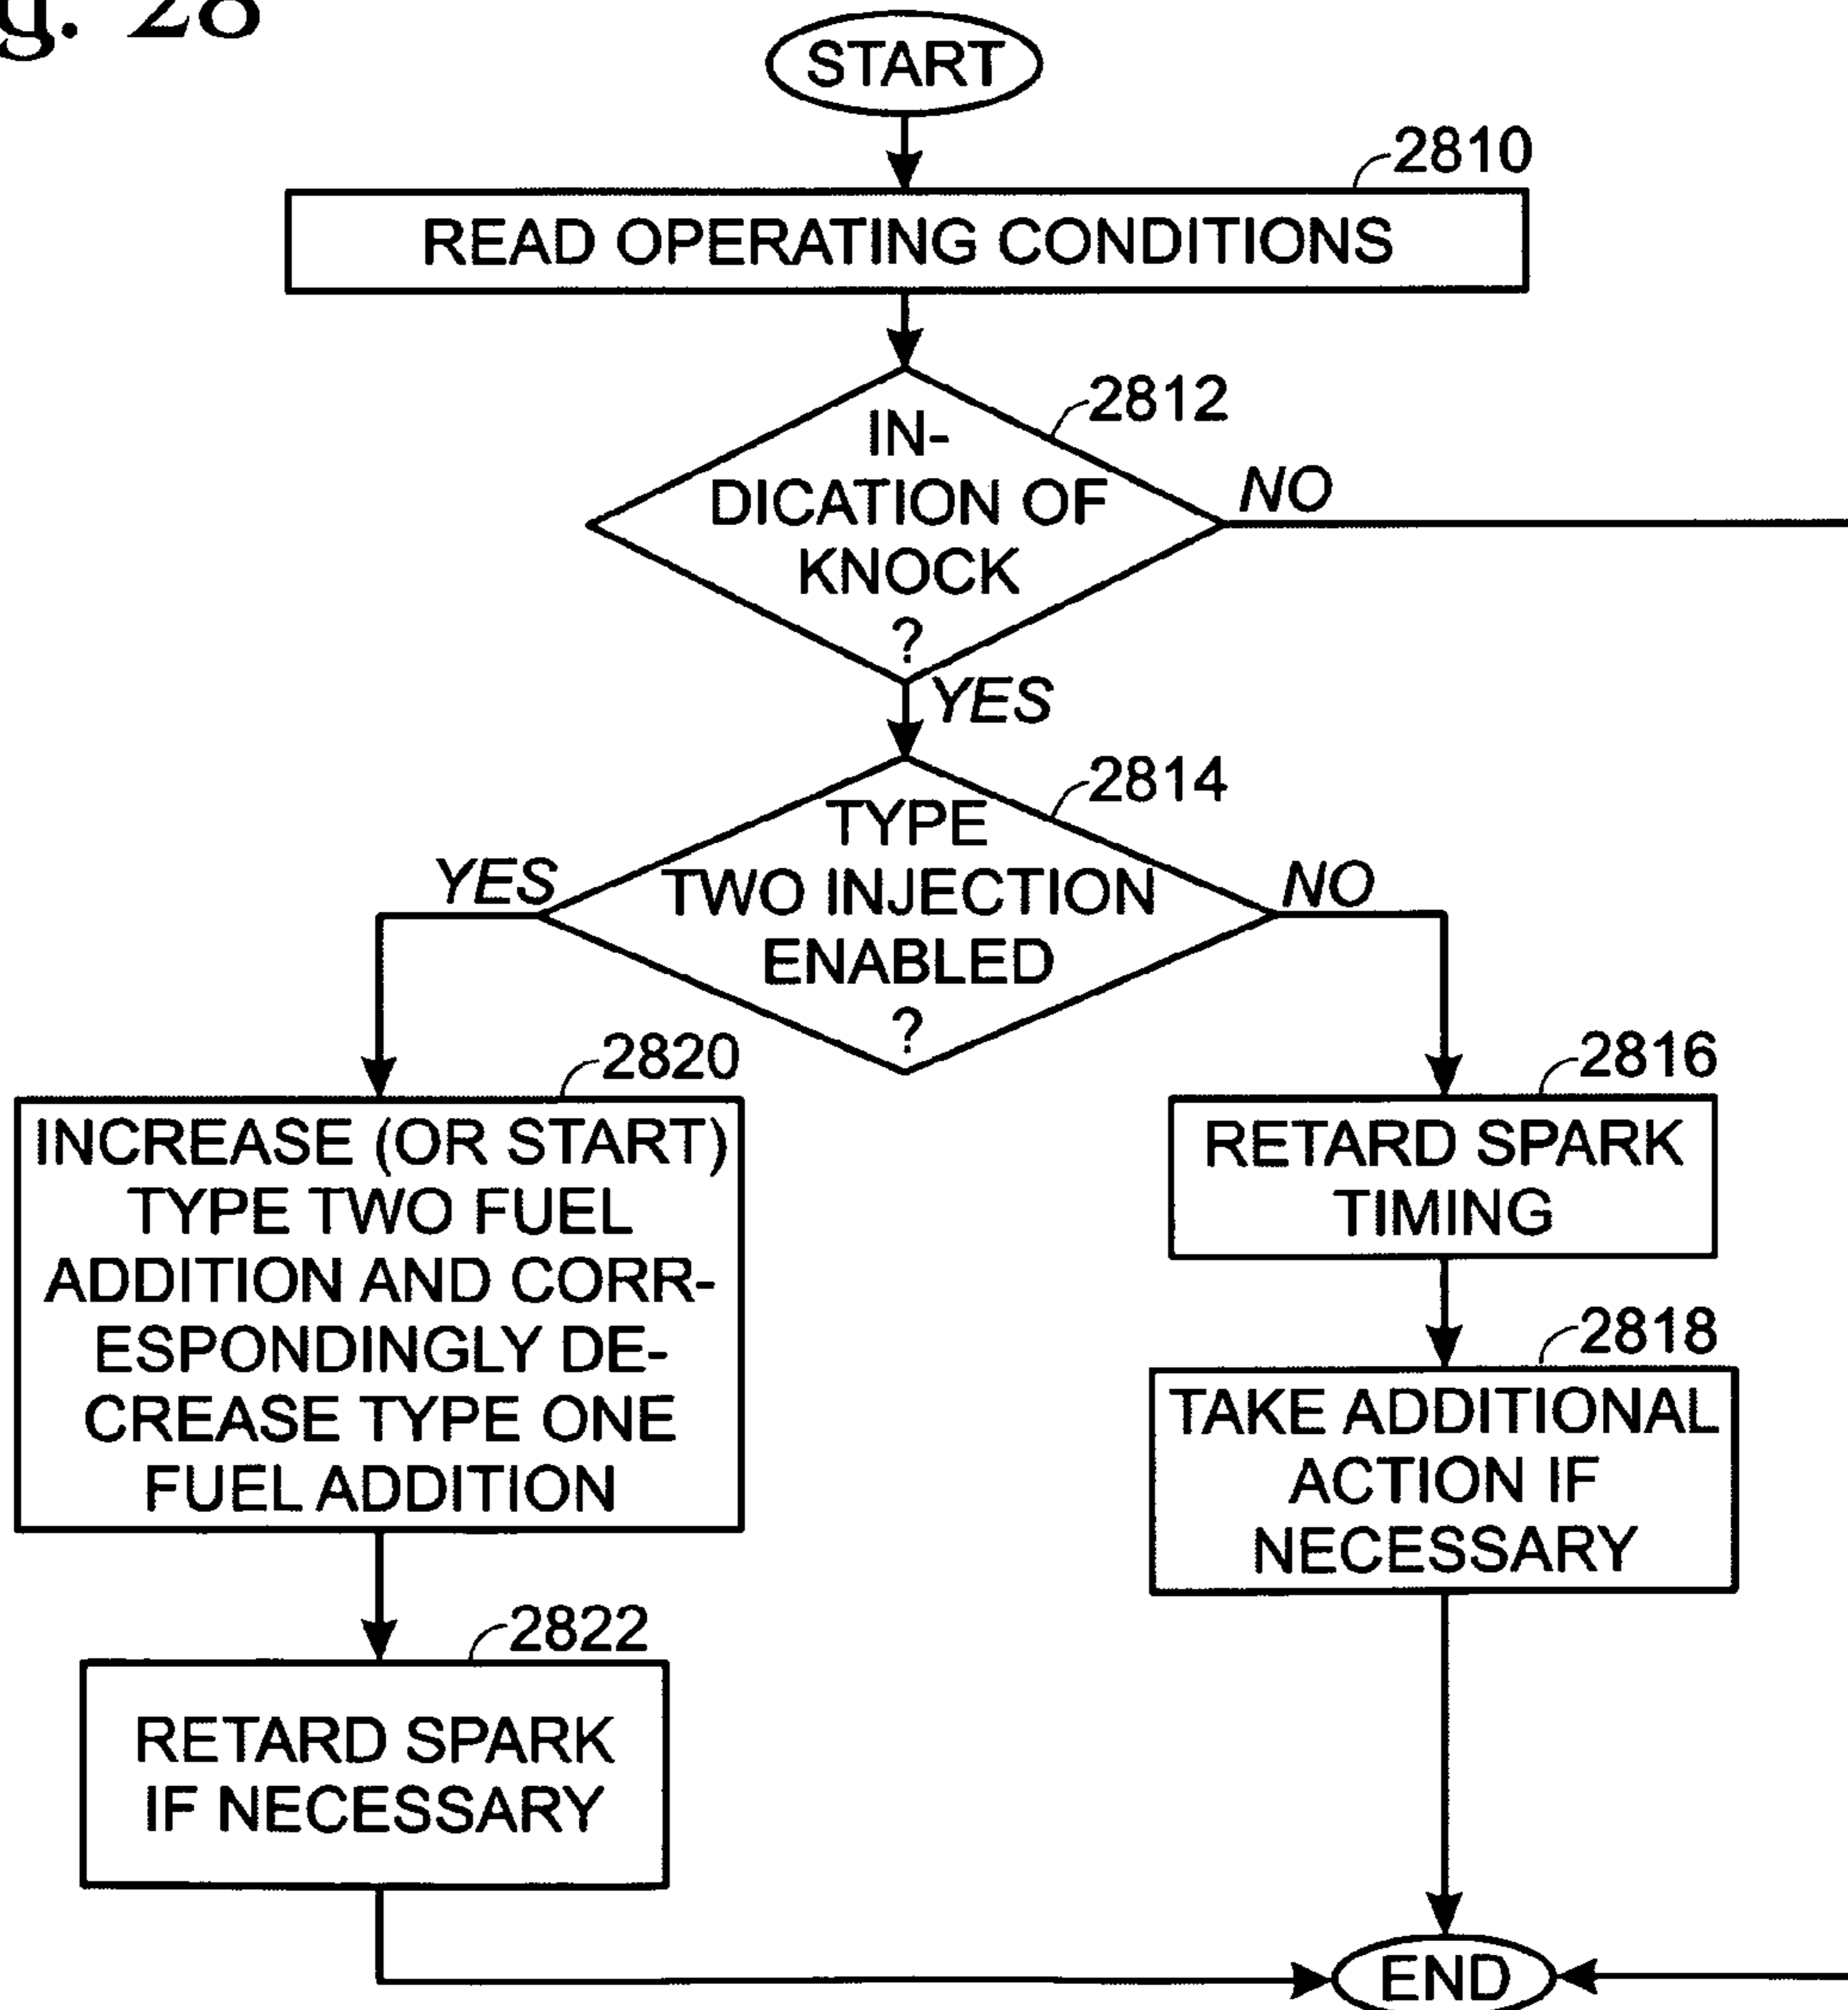 g. 28
START
2810
READ OPERATING CONDITIONS
2812
IN-
DICATION OF
KNOCK
?
NO
YES
2814
TYPE
TWO INJECTION
ENABLED
?
YES
NO
2820
INCREASE (OR START)
TYPE TWO FUEL
ADDITION AND CORR-
ESPONDINGLY DE-
CREASE TYPE ONE
FUEL ADDITION
2816
RETARD SPARK
TIMING
2818
TAKE ADDITIONAL
ACTION IF
NECESSARY
2822
RETARD SPARK
IF NECESSARY
END